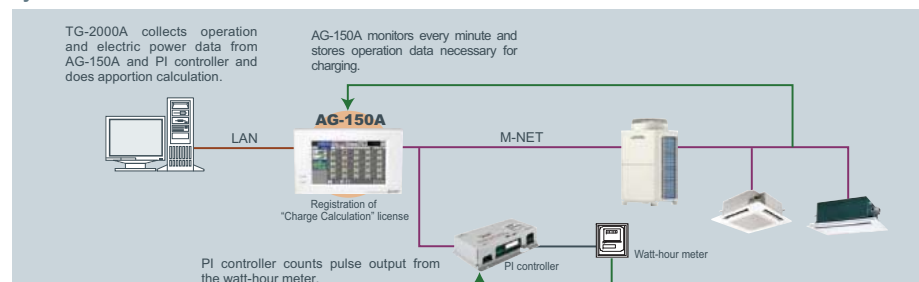 TG-2000A collects operation
and electric power data from
AG-150A and PI controller and
does apportion calculation.
AG-150A monitors every minute and
stores operation data necessary for
charging.
AG-150A
LAN
M-NET
Registration of
"Charge Calculation" license
PI controller counts pulse output from
the watt-hour meter.
PI controller
Watt-hour meter